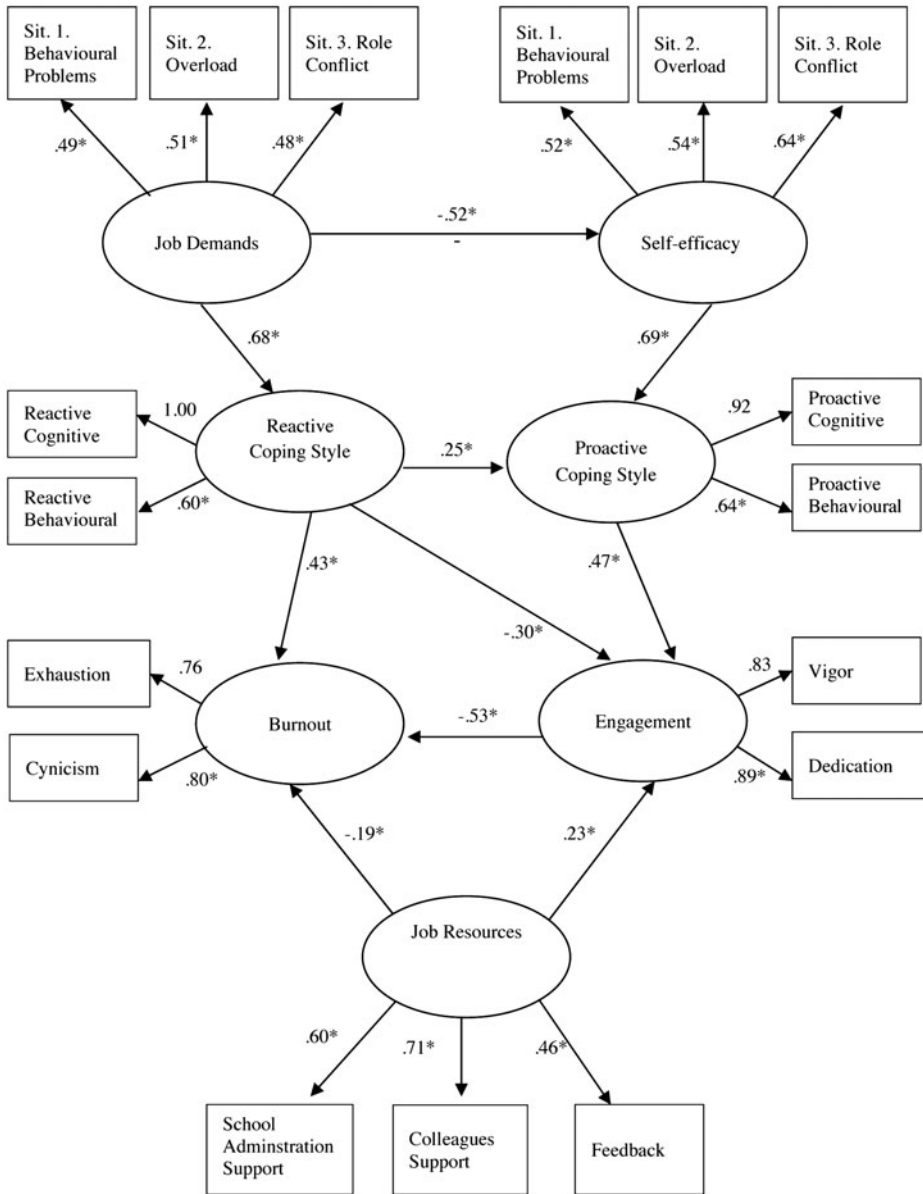 Sit. 1.
Behavioural
Problems
Sit. 2.
Overload
Sit. 3. Role
Conflict
Sit. 1.
Behavioural
Problems
Sit. 2.
Overload
Sit. 3. Role
Conflict
.49*
.51*
.48*
.52*
.54*
.64*
Job Demands
-.52*
-
Self-efficacy
.68*
.69*
Reactive
Cognitive
1.00
Reactive
Coping Style
.25*
Proactive
Coping Style
.92
Proactive
Cognitive
Reactive
Behavioural
.60*
.64*
Proactive
Behavioural
.43*
-.30*
.47*
Exhaustion
.76
Burnout
-.53*
Engagement
.83
Vigor
Cynicism
.80*
.89*
Dedication
-.19*
.23*
Job Resources
.60*
.71*
.46*
School
Adminstration
Support
Colleagues
Support
Feedback